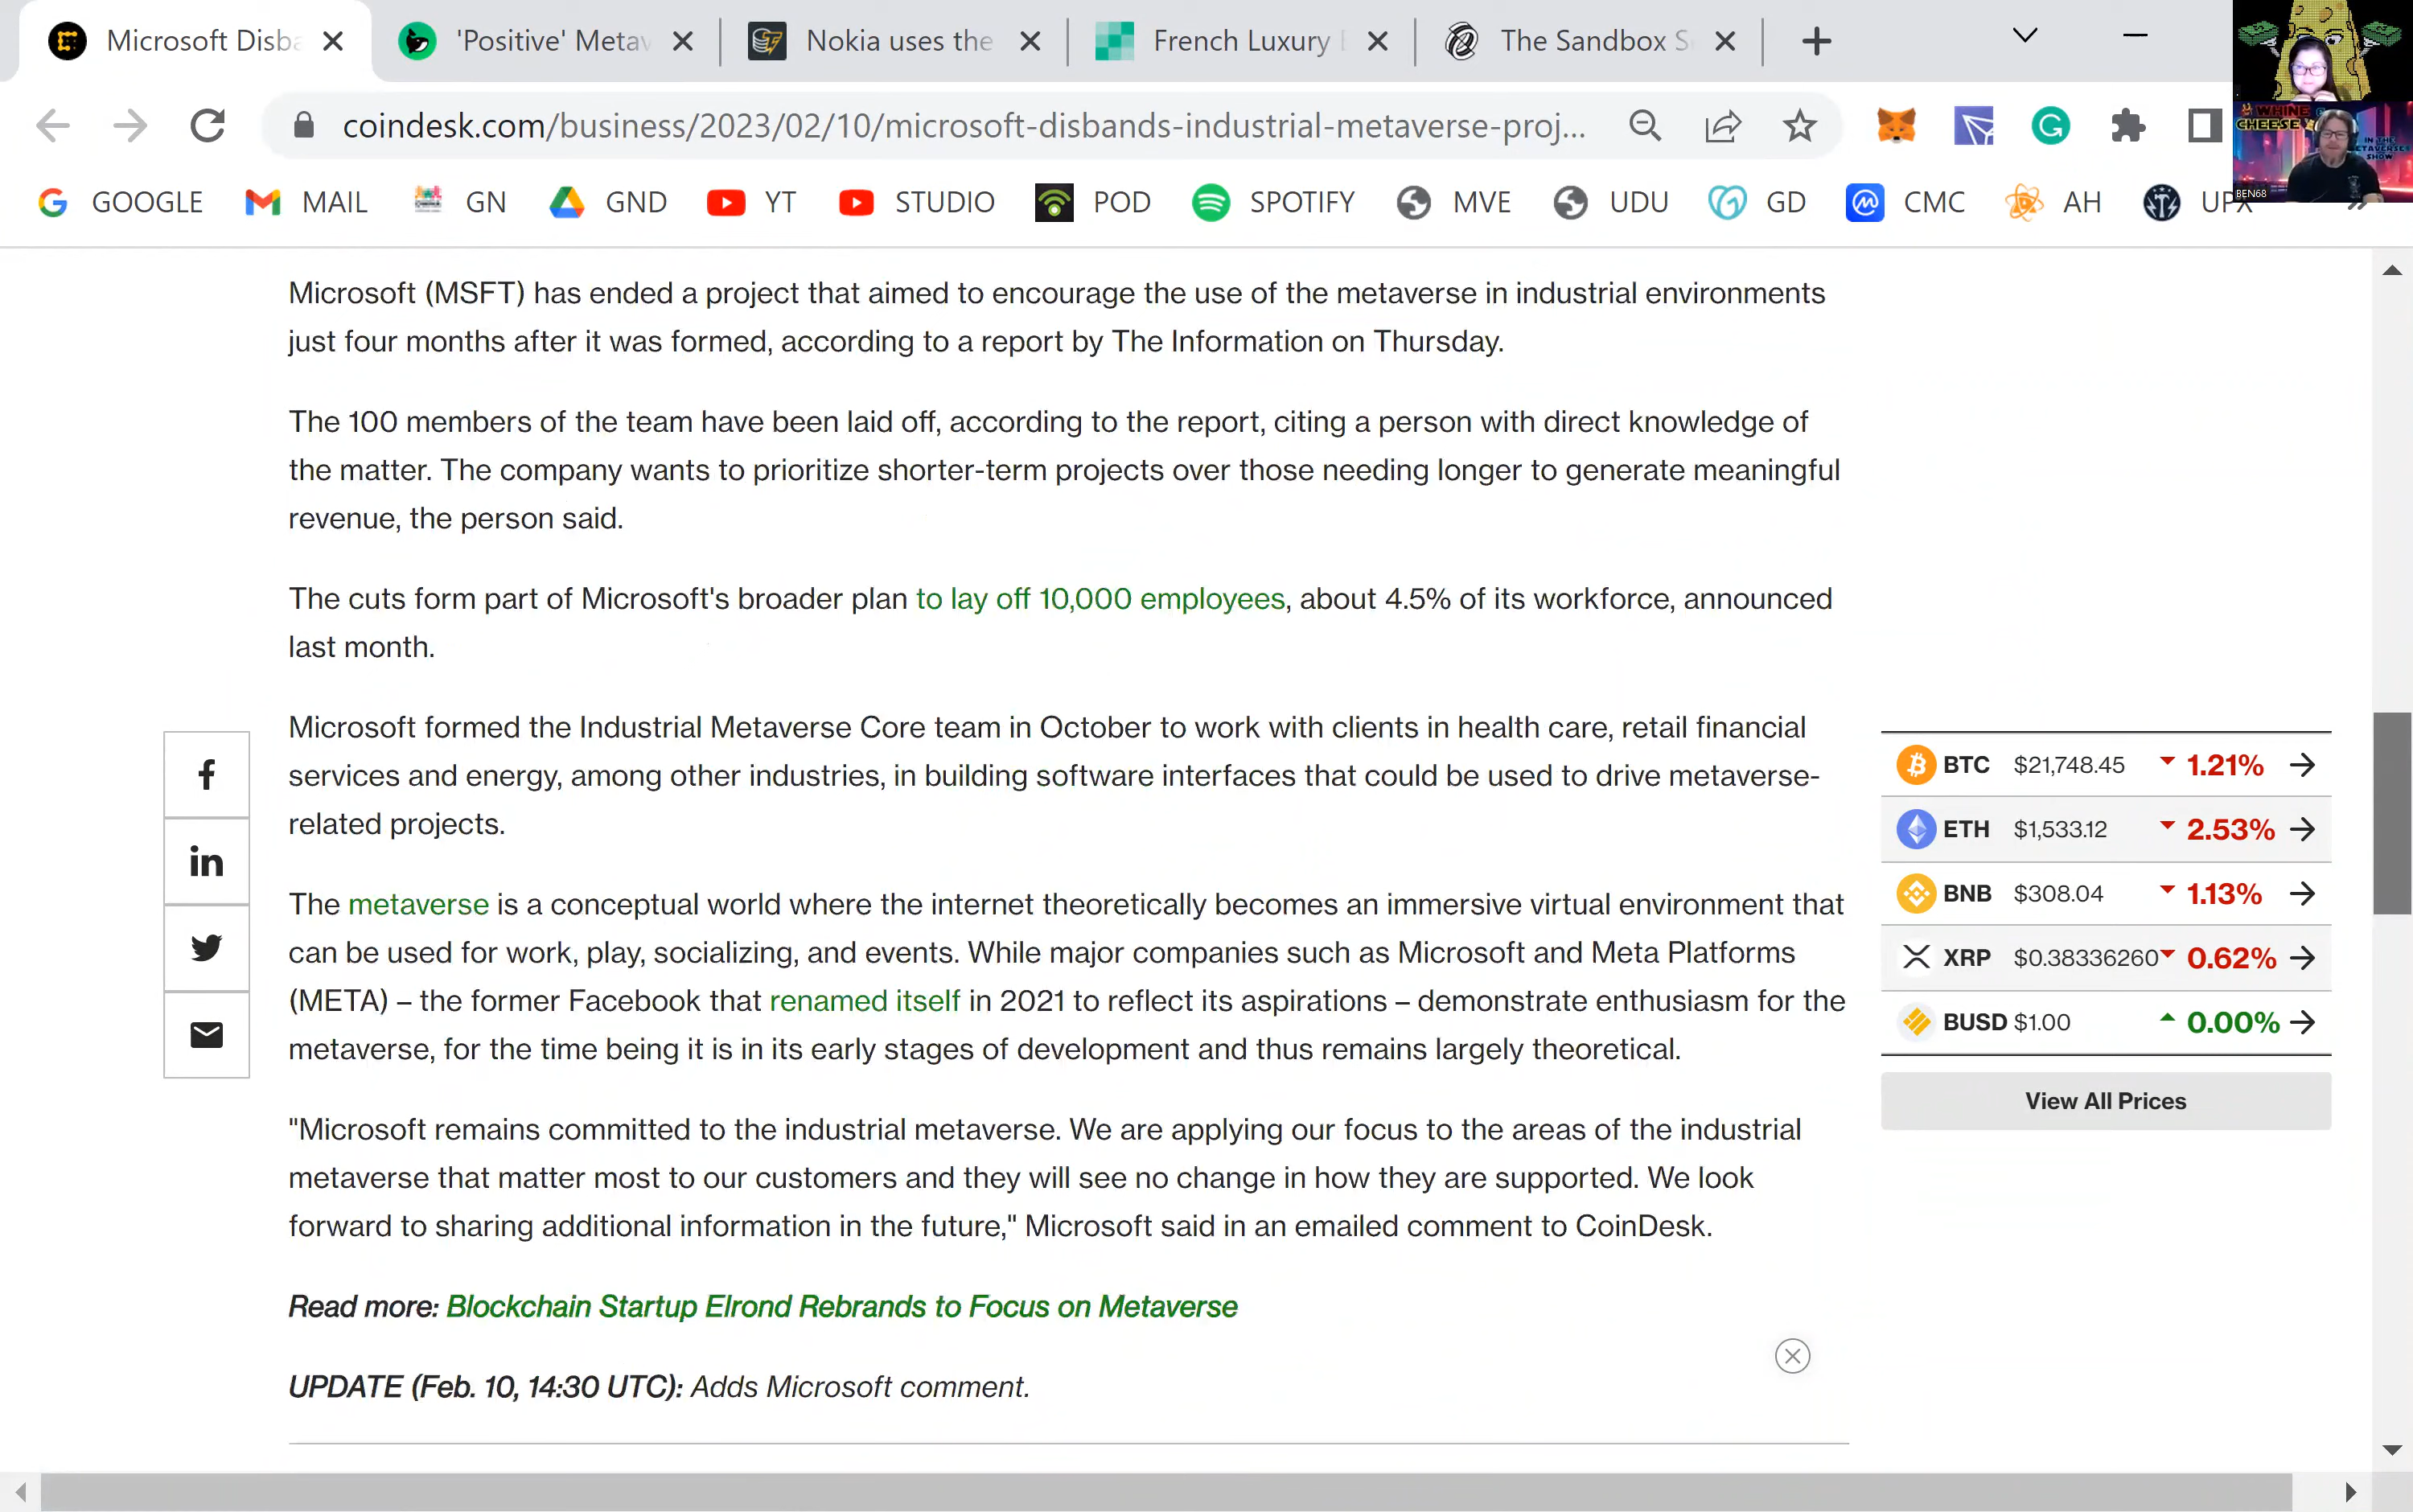 Microsoft Disba
'Positive' Metav
Nokia uses the
French Luxury
The Sandbox S
coindesk.com/business/2023/02/10/microsoft-disbands-industrial-metaverse-proj...
GOOGLE MAIL GN GND YT STUDIO POD SPOTIFY MVE UDU GD CMC AH UPX
WHINE
CHEESE
IN THE
METAVERSE
SHOW
BEN68
Microsoft (MSFT) has ended a project that aimed to encourage the use of the metaverse in industrial environments
just four months after it was formed, according to a report by The Information on Thursday.
The 100 members of the team have been laid off, according to the report, citing a person with direct knowledge of
the matter. The company wants to prioritize shorter-term projects over those needing longer to generate meaningful
revenue, the person said.
The cuts form part of Microsoft's broader plan to lay off 10,000 employees, about 4.5% of its workforce, announced
last month.
Microsoft formed the Industrial Metaverse Core team in October to work with clients in health care, retail financial
services and energy, among other industries, in building software interfaces that could be used to drive metaverse-
related projects.
The metaverse is a conceptual world where the internet theoretically becomes an immersive virtual environment that
can be used for work, play, socializing, and events. While major companies such as Microsoft and Meta Platforms
(META) – the former Facebook that renamed itself in 2021 to reflect its aspirations – demonstrate enthusiasm for the
metaverse, for the time being it is in its early stages of development and thus remains largely theoretical.
"Microsoft remains committed to the industrial metaverse. We are applying our focus to the areas of the industrial
metaverse that matter most to our customers and they will see no change in how they are supported. We look
forward to sharing additional information in the future," Microsoft said in an emailed comment to CoinDesk.
Read more: Blockchain Startup Elrond Rebrands to Focus on Metaverse
UPDATE (Feb. 10, 14:30 UTC): Adds Microsoft comment.
BTC $21,748.45 1.21%
ETH $1,533.12 2.53%
BNB $308.04 1.13%
XRP $0.38336260 0.62%
BUSD $1.00 0.00%
View All Prices